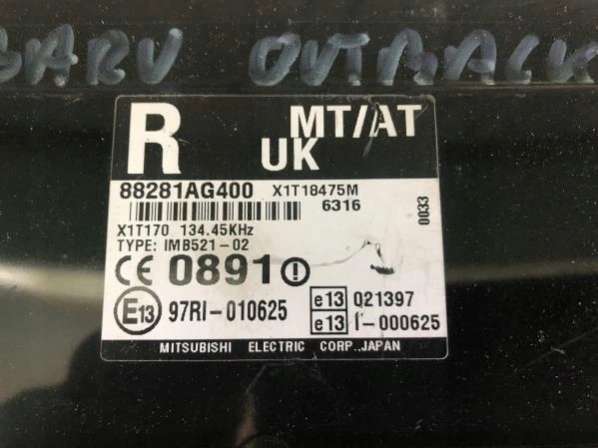 BARU OUTBACK
R MT/AT
UK
88281AG400 X1T18475M
6316
0033
X1T170 134.45KHz
TYPE: IMB521-02
CE 0891
E13 97RI-010625
e13 021397
e13 I-000625
MITSUBISHI ELECTRIC CORP.,JAPAN